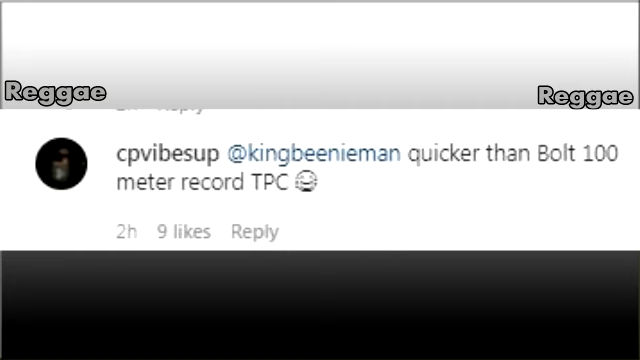 Reggae
Reggae
cpvibesup @kingbeenieman quicker than Bolt 100
meter record TPC 😂
2h 9 likes Reply